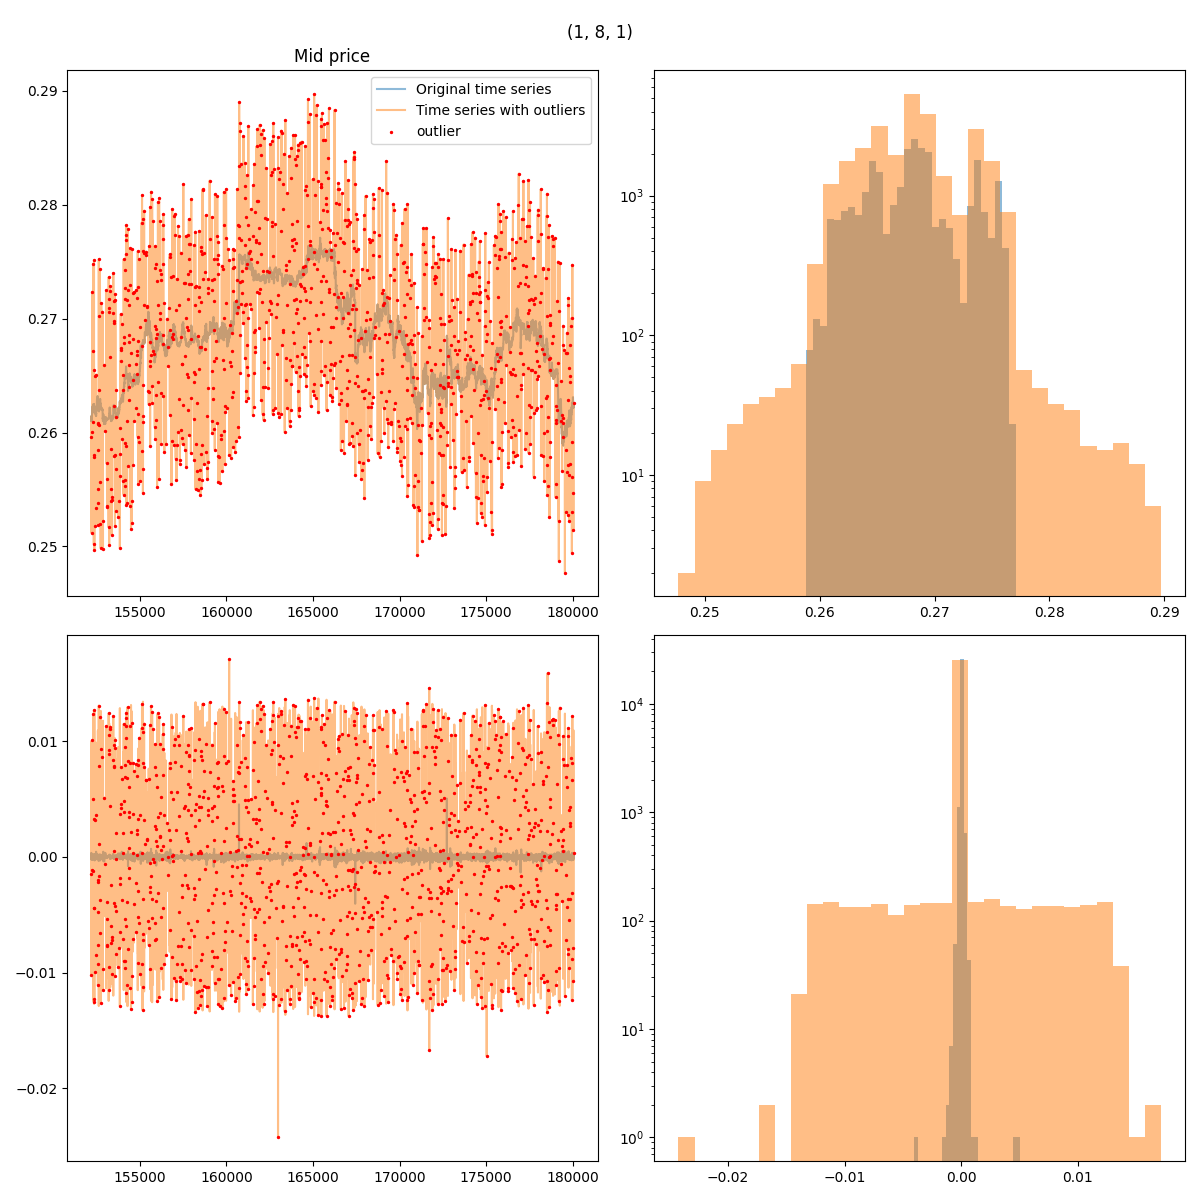 (1, 8, 1)
Mid price
Original time series
Time series with outliers
outlier
0.29
0.28
0.27
0.26
0.25
155000 160000 165000 170000 175000 180000
10³
10²
10¹
0.25 0.26 0.27 0.28 0.29
0.01
0.00
−0.01
−0.02
155000 160000 165000 170000 175000 180000
10⁴
10³
10²
10¹
10⁰
−0.02 −0.01 0.00 0.01